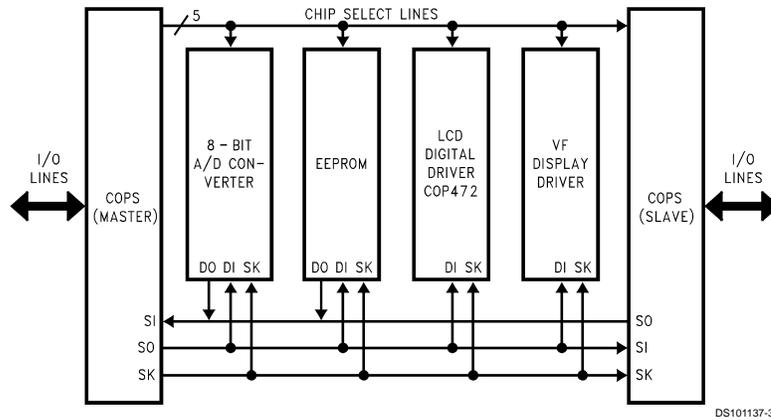 5
CHIP SELECT LINES
I/O
LINES
COPS
(MASTER)
8 - BIT
A/D CON-
VERTER
EEPROM
LCD
DIGITAL
DRIVER
COP472
VF
DISPLAY
DRIVER
COPS
(SLAVE)
I/O
LINES
DO DI SK
DO DI SK
DI SK
DI SK
SI
SO
SO
SI
SK
SK
DS101137-3